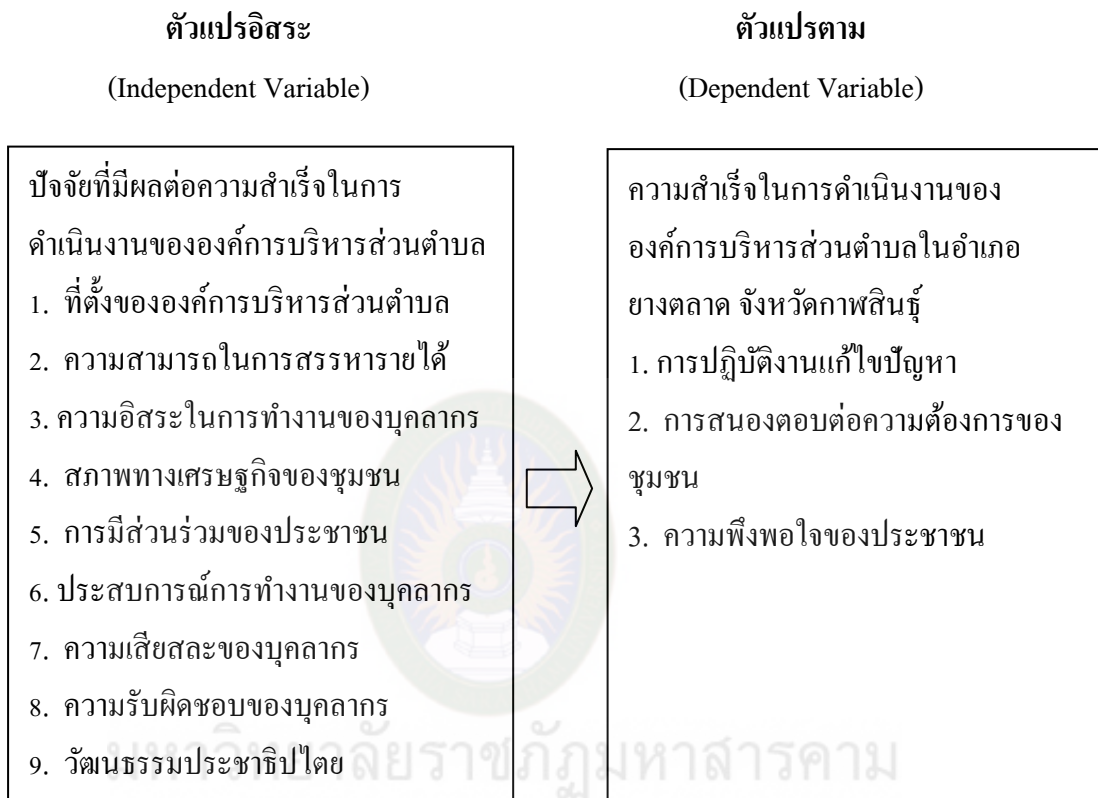 ตัวแปรอิสระ
(Independent Variable)
ปัจจัยที่มีผลต่อความสำเร็จในการ
ดำเนินงานขององค์การบริหารส่วนตำบล
1. ที่ตั้งขององค์การบริหารส่วนตำบล
2. ความสามารถในการสรรหารายได้
3. ความอิสระในการทำงานของบุคลากร
4. สภาพทางเศรษฐกิจของชุมชน
5. การมีส่วนร่วมของประชาชน
6. ประสบการณ์การทำงานของบุคลากร
7. ความเสียสละของบุคลากร
8. ความรับผิดชอบของบุคลากร
9. วัฒนธรรมประชาธิปไตย
ตัวแปรตาม
(Dependent Variable)
ความสำเร็จในการดำเนินงานของ
องค์การบริหารส่วนตำบลในอำเภอ
ยางตลาด จังหวัดกาฬสินธุ์
1. การปฏิบัติงานแก้ไขปัญหา
2. การสนองตอบต่อความต้องการของ
ชุมชน
3. ความพึงพอใจของประชาชน
มหาวิทยาลัยราชภัฏมหาสารคาม